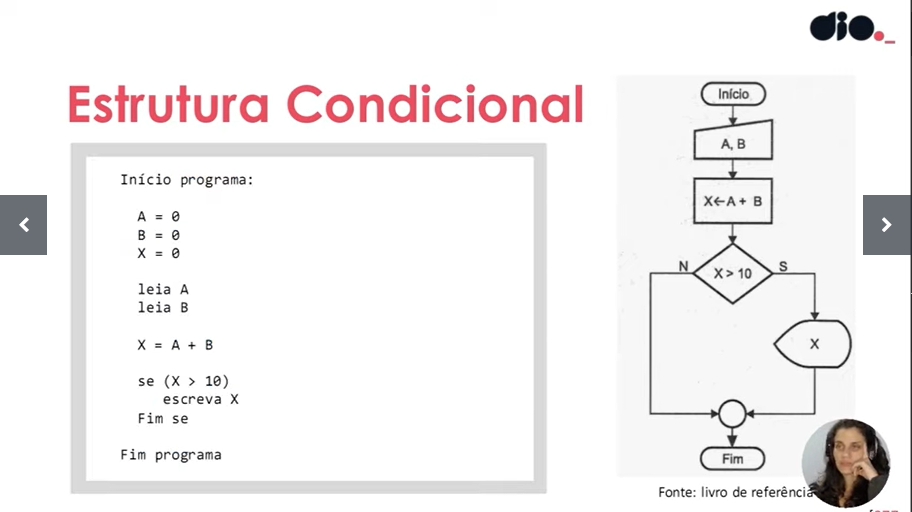 dio._
Estrutura Condicional
Início programa:
A = 0
B = 0
X = 0
leia A
leia B
X = A + B
se (X > 10)
escreva X
Fim se
Fim programa
Início
A, B
X←A + B
N
X > 10
S
X
Fim
Fonte: livro de referência